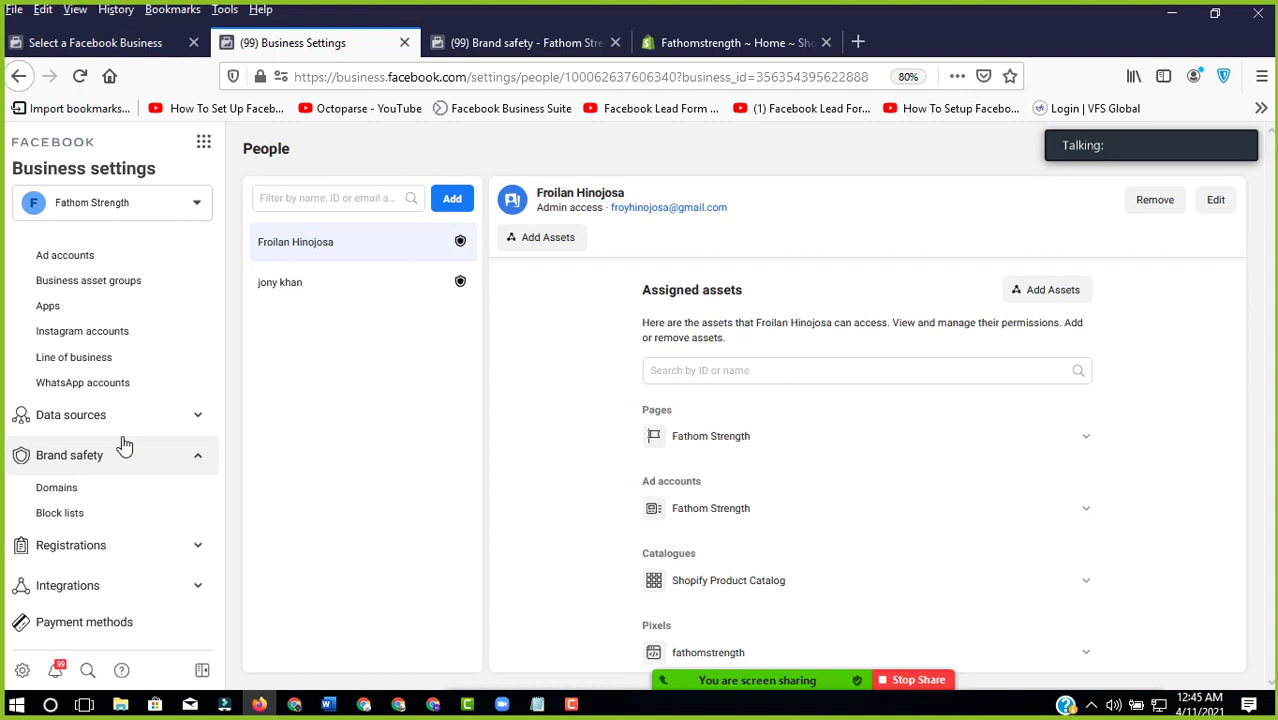 File Edit View History Bookmarks Tools Help
Select a Facebook Business
(99) Business Settings
(99) Brand safety - Fathom Stre
Fathomstrength ~ Home ~ Sho
https://business.facebook.com/settings/people/100062637606340?business_id=356354395622888
80%
Import bookmarks...
How To Set Up Faceb...
Octoparse - YouTube
Facebook Business Suite
Facebook Lead Form ...
(1) Facebook Lead For...
How To Setup Facebo...
Login | VFS Global
FACEBOOK
Business settings
F Fathom Strength
Ad accounts
Business asset groups
Apps
Instagram accounts
Line of business
WhatsApp accounts
Data sources
Brand safety
Domains
Block lists
Registrations
Integrations
Payment methods
99
People
Filter by name, ID or email a...
Add
Froilan Hinojosa
jony khan
Talking:
Froilan Hinojosa
Admin access · froyhinojosa@gmail.com
Remove
Edit
Add Assets
Assigned assets
Add Assets
Here are the assets that Froilan Hinojosa can access. View and manage their permissions. Add
or remove assets.
Search by ID or name
Pages
Fathom Strength
Ad accounts
Fathom Strength
Catalogues
Shopify Product Catalog
Pixels
fathomstrength
You are screen sharing
Stop Share
12:45 AM
4/11/2021